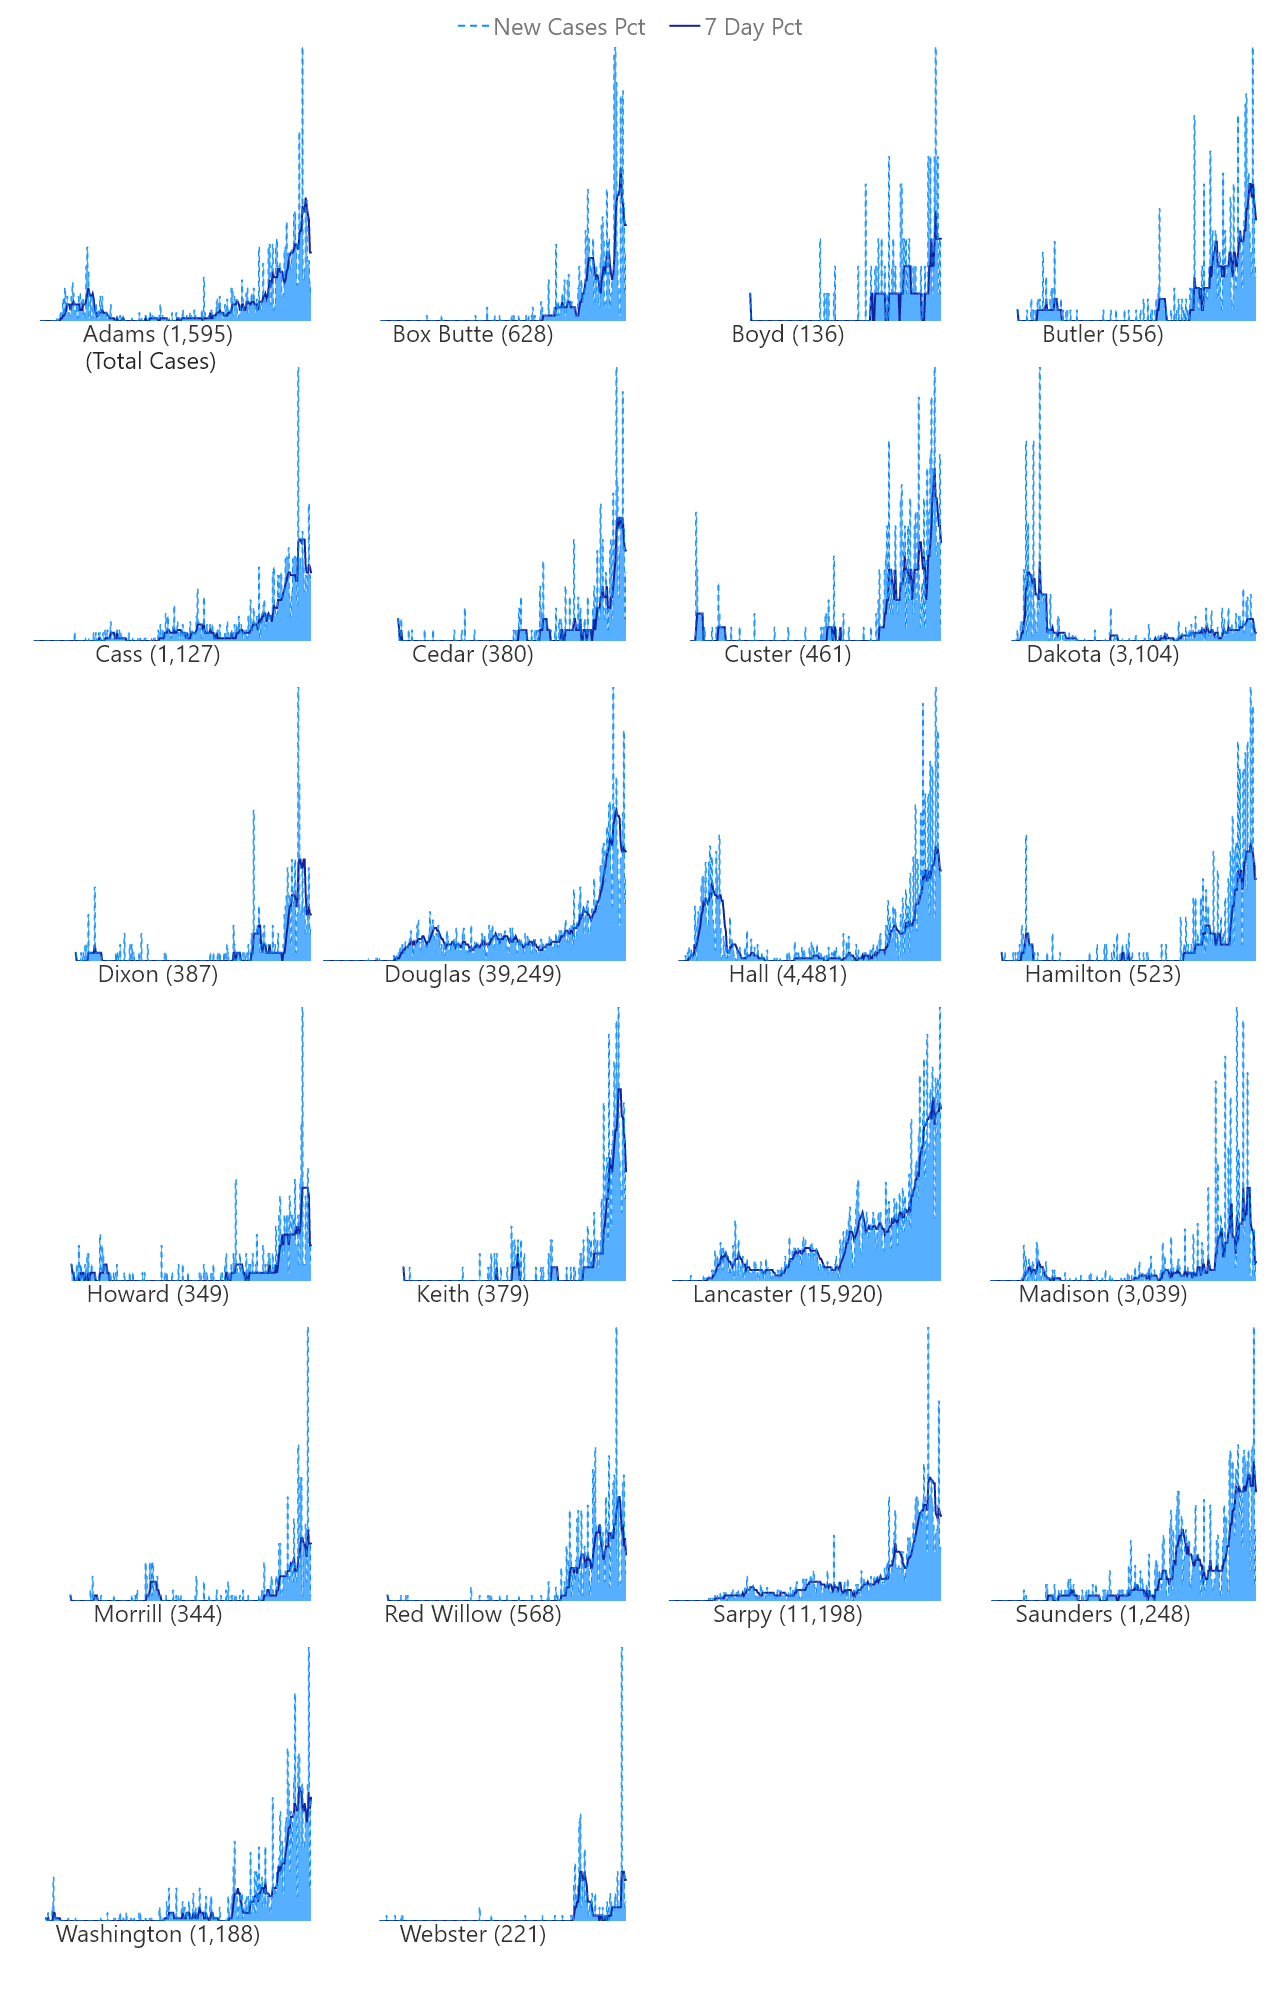 New Cases Pct 7 Day Pct
Adams (1,595) Box Butte (628) Boyd (136) Butler (556)
(Total Cases)
Cass (1,127) Cedar (380) Custer (461) Dakota (3,104)
Dixon (387) Douglas (39,249) Hall (4,481) Hamilton (523)
Howard (349) Keith (379) Lancaster (15,920) Madison (3,039)
Morrill (344) Red Willow (568) Sarpy (11,198) Saunders (1,248)
Washington (1,188) Webster (221)